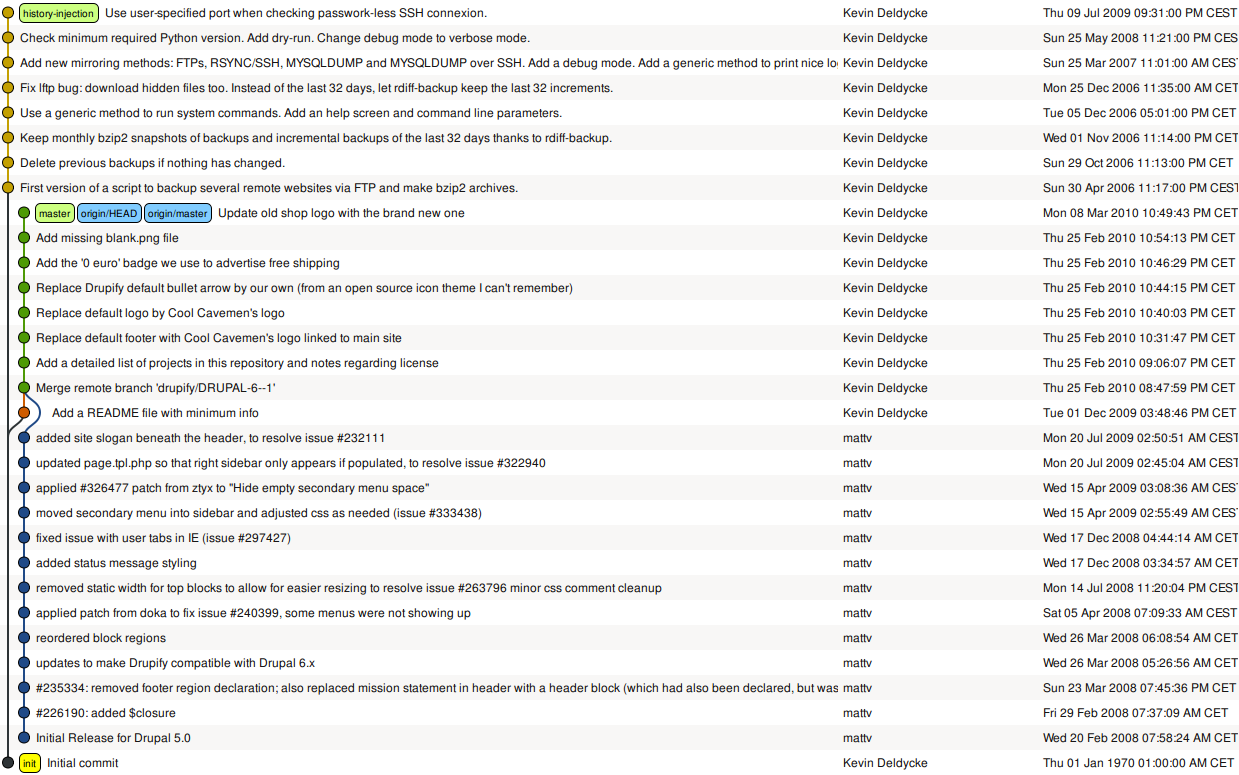 history-injection Use user-specified port when checking passwork-less SSH connexion. Kevin Deldycke Thu 09 Jul 2009 09:31:00 PM CEST
Check minimum required Python version. Add dry-run. Change debug mode to verbose mode. Kevin Deldycke Sun 25 May 2008 11:21:00 PM CES
Add new mirroring methods: FTPs, RSYNC/SSH, MYSQLDUMP and MYSQLDUMP over SSH. Add a debug mode. Add a generic method to print nice lo Kevin Deldycke Sun 25 Mar 2007 11:01:00 AM CES
Fix lftp bug: download hidden files too. Instead of the last 32 days, let rdiff-backup keep the last 32 increments. Kevin Deldycke Mon 25 Dec 2006 11:35:00 AM CET
Use a generic method to run system commands. Add an help screen and command line parameters. Kevin Deldycke Tue 05 Dec 2006 05:01:00 PM CET
Keep monthly bzip2 snapshots of backups and incremental backups of the last 32 days thanks to rdiff-backup. Kevin Deldycke Wed 01 Nov 2006 11:14:00 PM CET
Delete previous backups if nothing has changed. Kevin Deldycke Sun 29 Oct 2006 11:13:00 PM CET
First version of a script to backup several remote websites via FTP and make bzip2 archives. Kevin Deldycke Sun 30 Apr 2006 11:17:00 PM CEST
master origin/HEAD origin/master Update old shop logo with the brand new one Kevin Deldycke Mon 08 Mar 2010 10:49:43 PM CET
Add missing blank.png file Kevin Deldycke Thu 25 Feb 2010 10:54:13 PM CET
Add the '0 euro' badge we use to advertise free shipping Kevin Deldycke Thu 25 Feb 2010 10:46:29 PM CET
Replace Drupify default bullet arrow by our own (from an open source icon theme I can't remember) Kevin Deldycke Thu 25 Feb 2010 10:44:15 PM CET
Replace default logo by Cool Cavemen's logo Kevin Deldycke Thu 25 Feb 2010 10:40:03 PM CET
Replace default footer with Cool Cavemen's logo linked to main site Kevin Deldycke Thu 25 Feb 2010 10:31:47 PM CET
Add a detailed list of projects in this repository and notes regarding license Kevin Deldycke Thu 25 Feb 2010 09:06:07 PM CET
Merge remote branch 'drupify/DRUPAL-6--1' Kevin Deldycke Thu 25 Feb 2010 08:47:59 PM CET
Add a README file with minimum info Kevin Deldycke Tue 01 Dec 2009 03:48:46 PM CET
added site slogan beneath the header, to resolve issue #232111 mattv Mon 20 Jul 2009 02:50:51 AM CEST
updated page.tpl.php so that right sidebar only appears if populated, to resolve issue #322940 mattv Mon 20 Jul 2009 02:45:04 AM CEST
applied #326477 patch from ztyx to "Hide empty secondary menu space" mattv Wed 15 Apr 2009 03:08:36 AM CES
moved secondary menu into sidebar and adjusted css as needed (issue #333438) mattv Wed 15 Apr 2009 02:55:49 AM CES
fixed issue with user tabs in IE (issue #297427) mattv Wed 17 Dec 2008 04:44:14 AM CET
added status message styling mattv Wed 17 Dec 2008 03:34:57 AM CET
removed static width for top blocks to allow for easier resizing to resolve issue #263796 minor css comment cleanup mattv Mon 14 Jul 2008 11:20:04 PM CEST
applied patch from doka to fix issue #240399, some menus were not showing up mattv Sat 05 Apr 2008 07:09:33 AM CEST
reordered block regions mattv Wed 26 Mar 2008 06:08:54 AM CET
updates to make Drupify compatible with Drupal 6.x mattv Wed 26 Mar 2008 05:26:56 AM CET
#235334: removed footer region declaration; also replaced mission statement in header with a header block (which had also been declared, but was mattv Sun 23 Mar 2008 07:45:36 PM CET
#226190: added $closure mattv Fri 29 Feb 2008 07:37:09 AM CET
Initial Release for Drupal 5.0 mattv Wed 20 Feb 2008 07:58:24 AM CET
init Initial commit Kevin Deldycke Thu 01 Jan 1970 01:00:00 AM CET